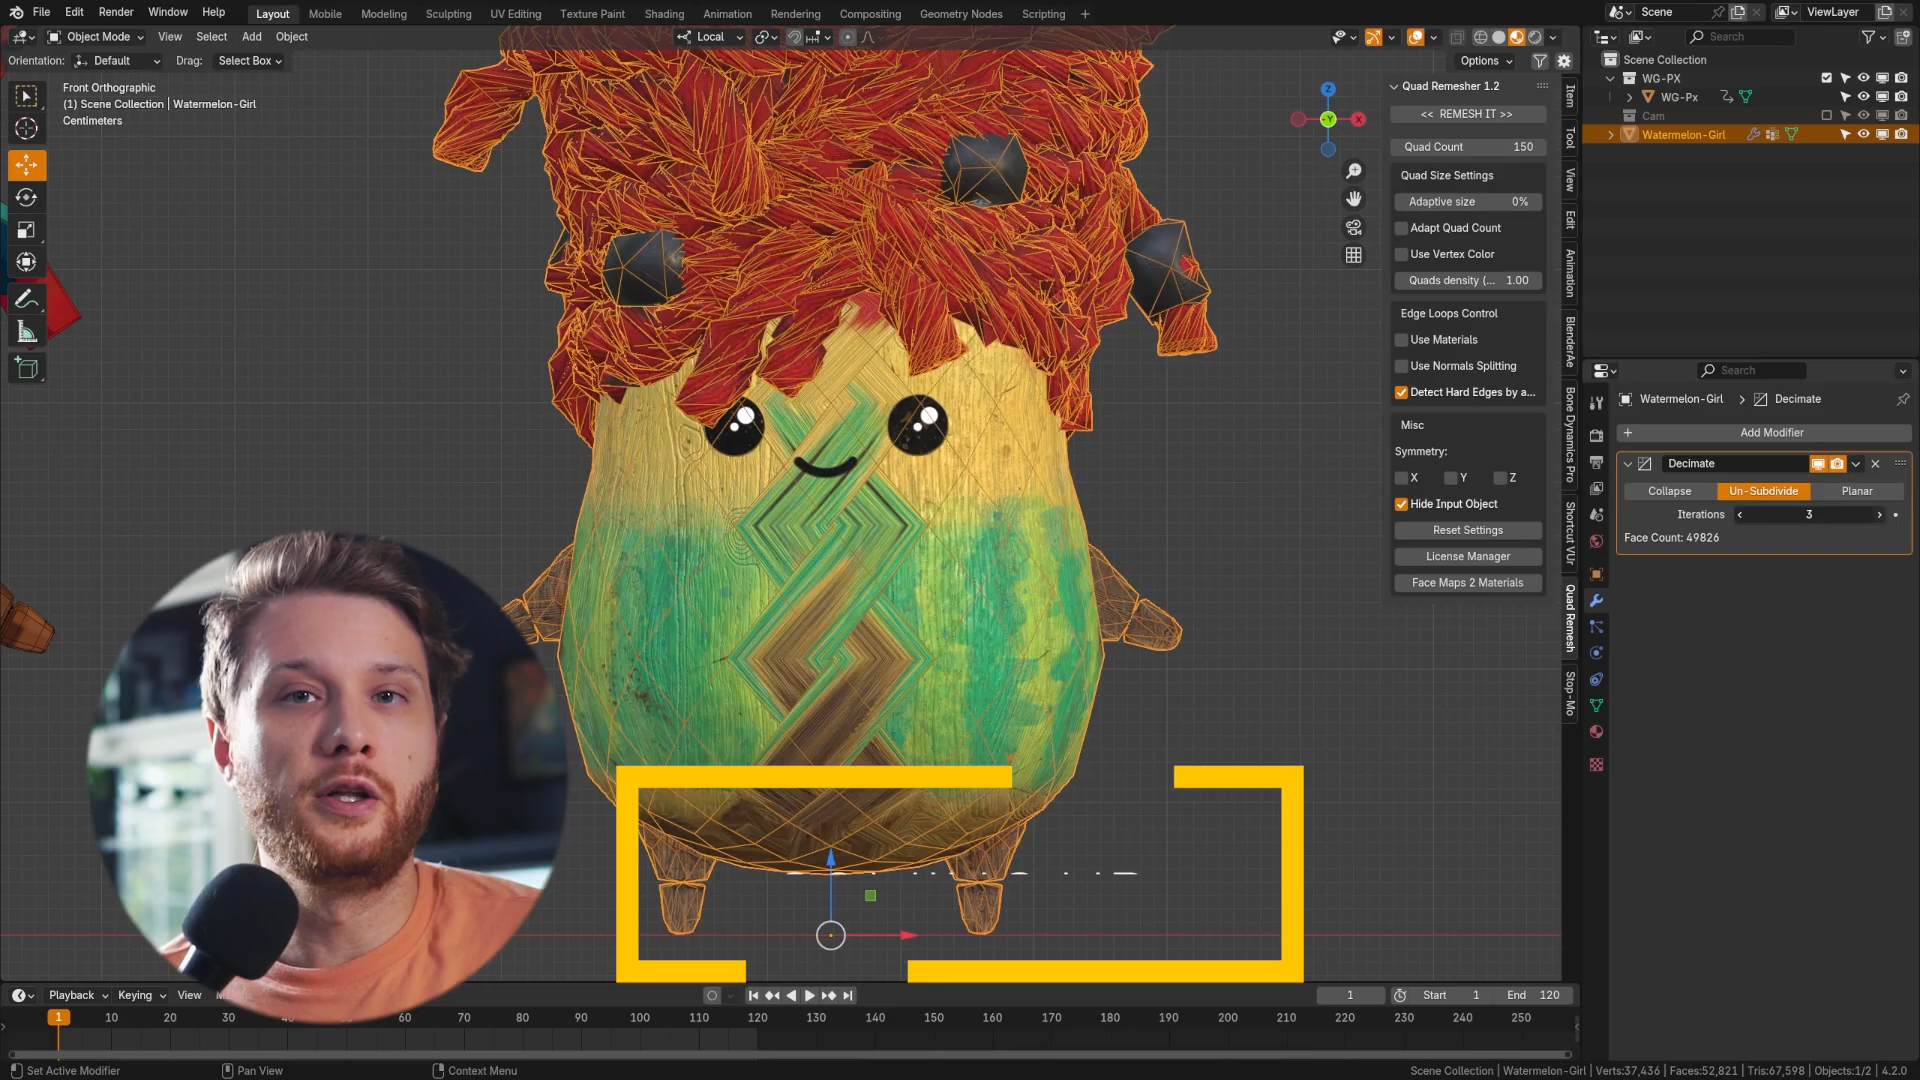 File Edit Render Window Help Layout Mobile Modeling Sculpting UV Editing Texture Paint Shading Animation Rendering Compositing Geometry Nodes Scripting + Scene ViewLayer
Object Mode View Select Add Object Local Search
Orientation: Default Drag: Select Box Options
Front Orthographic
(1) Scene Collection | Watermelon-Girl
Centimeters
Z
Y
X
Quad Remesher 1.2
<< REMESH IT >>
Quad Count 150
Quad Size Settings
Adaptive size 0%
Adapt Quad Count
Use Vertex Color
Quads density (... 1.00
Edge Loops Control
Use Materials
Use Normals Splitting
Detect Hard Edges by a...
Misc
Symmetry:
X Y Z
Hide Input Object
Reset Settings
License Manager
Face Maps 2 Materials
Item
Tool
View
Edit
Animation
BlenderAe
Bone Dynamics Pro
Shortcut VUr
Quad Remesh
Stop-Mo
Scene Collection
WG-PX
WG-Px
Cam
Watermelon-Girl
Search
Watermelon-Girl > Decimate
+ Add Modifier
Decimate
Collapse Un-Subdivide Planar
Iterations 3
Face Count: 49826
Playback Keying View 1 Start 1 End 120
1 10 20 30 40 50 60 70 80 90 100 110 120 130 140 150 160 170 180 190 200 210 220 230 240 250
Set Active Modifier Pan View Context Menu Scene Collection | Watermelon-Girl | Verts:37,436 | Faces:52,821 | Tris:67,598 | Objects:1/2 | 4.2.0